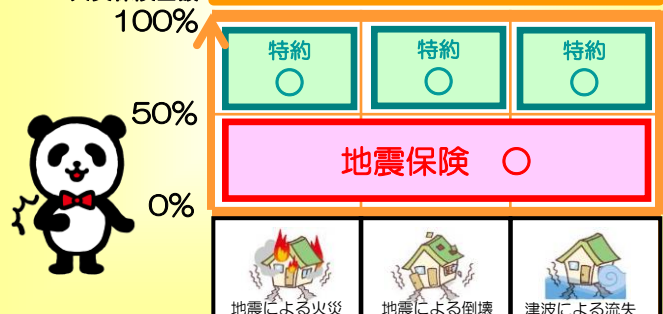 100%
特約 特約 特約
○ ○ ○
50%
地震保険 ○
0%
地震による火災 地震による倒壊 津波による流失